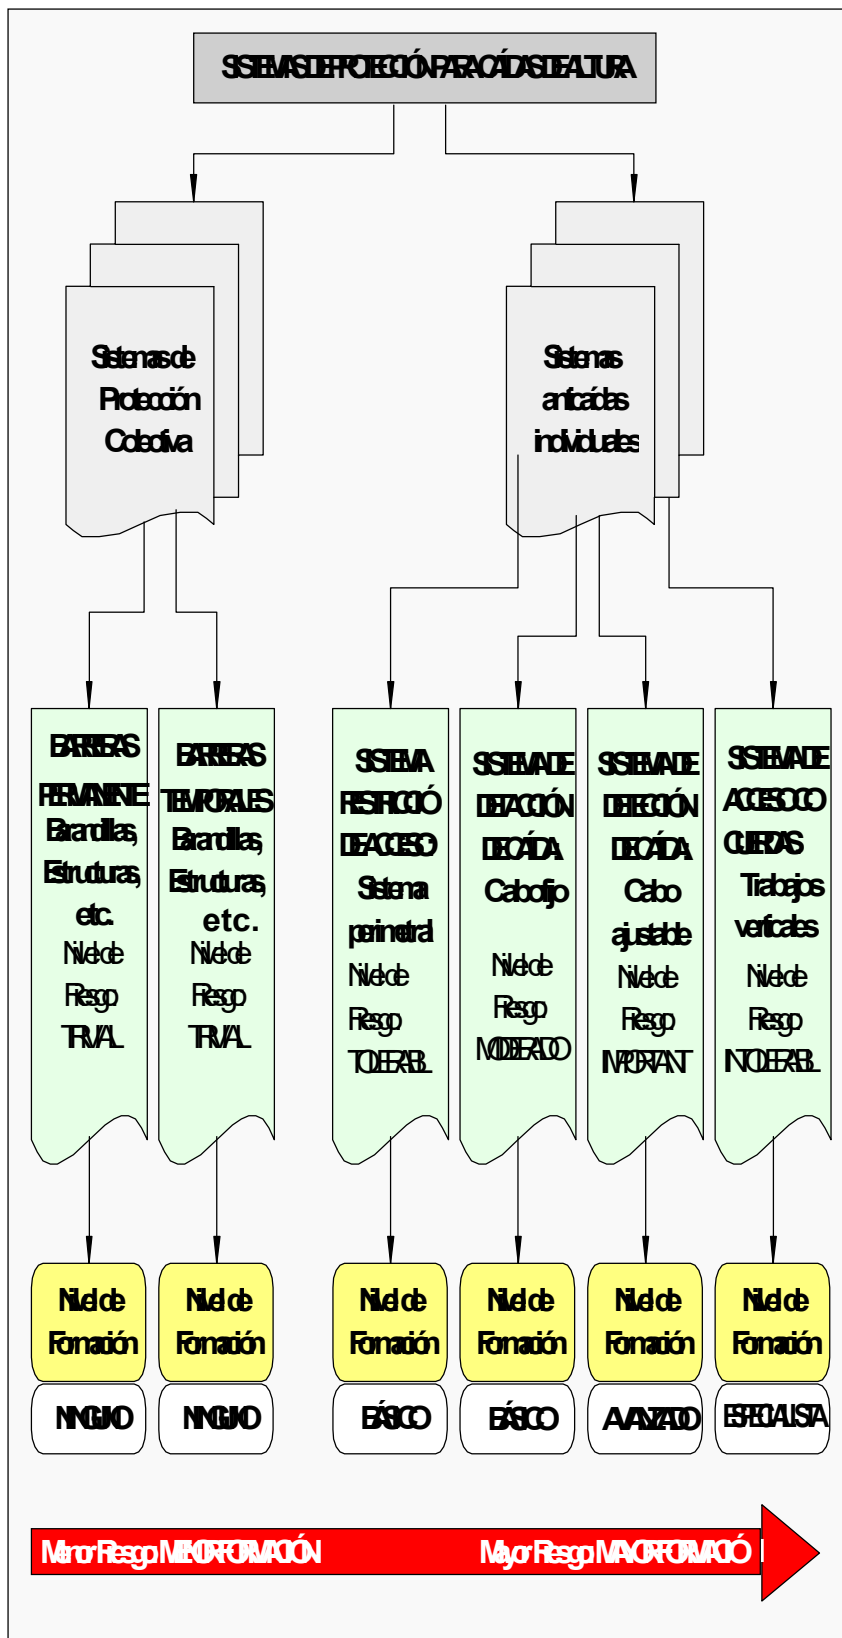 SISTEMAS DE PROTECCIÓN PARA CAÍDAS DE ALTURA
Sistemas de
Protección
Colectiva
Sistemas
anticaídas
individuales
BARRERAS
PERMANENTE
Barandillas,
Estructuras,
etc.
Nivel de
Riesgo:
TRIVIAL
BARRERAS
TEMPORALES
Barandillas,
Estructuras,
etc.
Nivel de
Riesgo:
TRIVIAL
SISTEMA
RESTRICCIÓ
DE ACCESO:
Sistema
perimetral
Nivel de
Riesgo:
TOLERABL
SISTEMA DE
DETACCIÓN
DE CAÍDA:
Cabo fijo
Nivel de
Riesgo:
MODERADO
SISTEMA DE
DETECCIÓN
DE CAÍDA:
Cabo
ajustable
Nivel de
Riesgo:
IMPORTANT
SISTEMA DE
ACCESO CO
CUERDAS
Trabajos
verticales
Nivel de
Riesgo:
INTOLERABL
Nivel de
Formación
NINGUNO
Nivel de
Formación
NINGUNO
Nivel de
Formación
BÁSICO
Nivel de
Formación
BÁSICO
Nivel de
Formación
AVANZADO
Nivel de
Formación
ESPECIALISTA
Menor Riesgo: MENOR FORMACIÓN
Mayor Riesgo: MAYOR FORMACIÓ